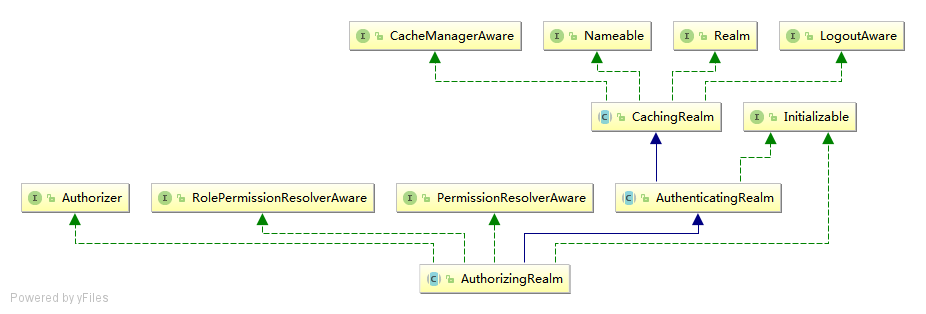 CacheManagerAware
Nameable
Realm
LogoutAware
CachingRealm
Initializable
Authorizer
RolePermissionResolverAware
PermissionResolverAware
AuthenticatingRealm
AuthorizingRealm
Powered by yFiles